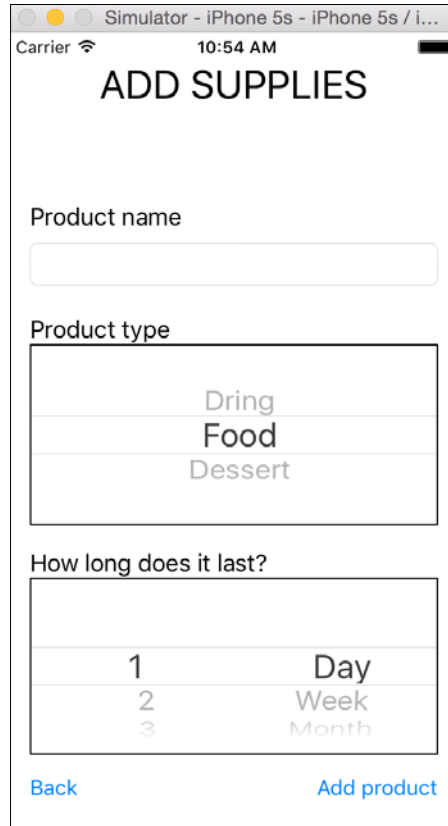 Simulator - iPhone 5s - iPhone 5s / i...
Carrier 10:54 AM
ADD SUPPLIES
Product name
Product type
Dring
Food
Dessert
How long does it last?
1 Day
2 Week
3 Month
Back Add product